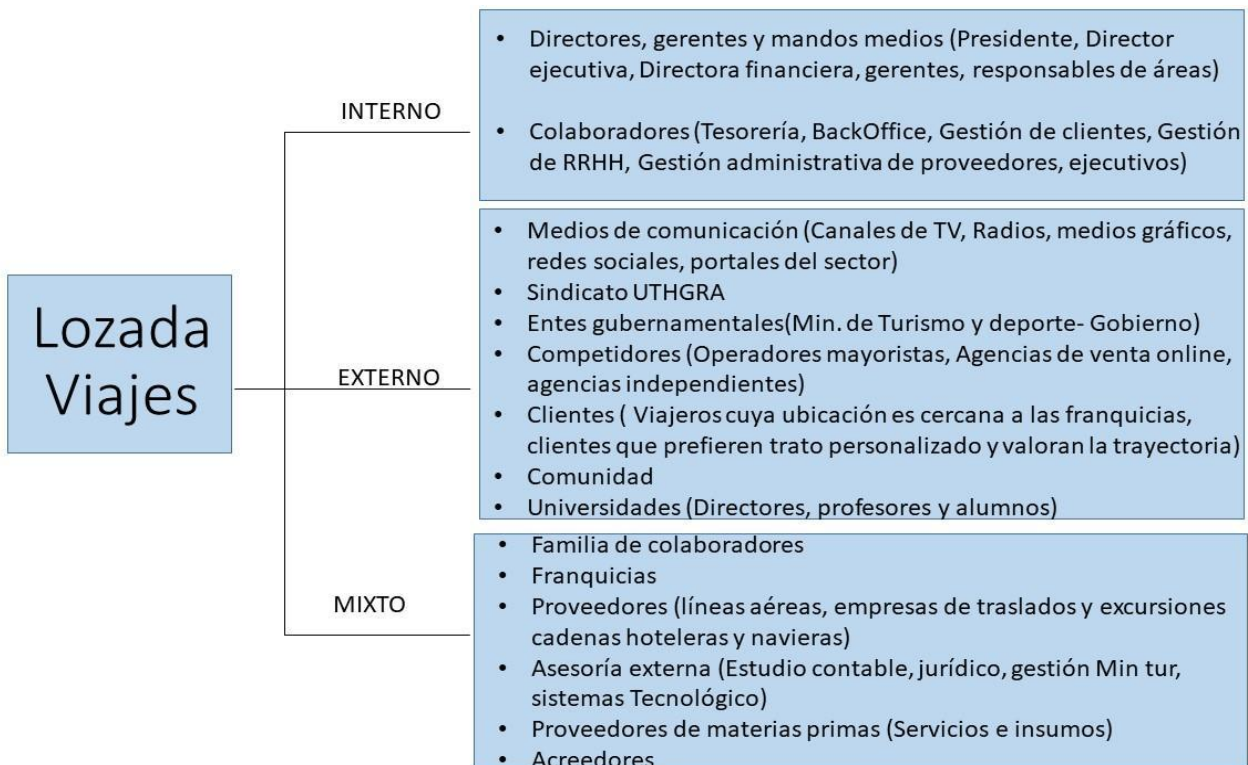 Lozada
Viajes
INTERNO
• Directores, gerentes y mandos medios (Presidente, Director
ejecutiva, Directora financiera, gerentes, responsables de áreas)
• Colaboradores (Tesorería, BackOffice, Gestión de clientes, Gestión
de RRHH, Gestión administrativa de proveedores, ejecutivos)
EXTERNO
• Medios de comunicación (Canales de TV, Radios, medios gráficos,
redes sociales, portales del sector)
• Sindicato UTHGRA
• Entes gubernamentales(Min. de Turismo y deporte- Gobierno)
• Competidores (Operadores mayoristas, Agencias de venta online,
agencias independientes)
• Clientes ( Viajeros cuya ubicación es cercana a las franquicias,
clientes que prefieren trato personalizado y valoran la trayectoria)
• Comunidad
• Universidades (Directores, profesores y alumnos)
MIXTO
• Familia de colaboradores
• Franquicias
• Proveedores (líneas aéreas, empresas de traslados y excursiones
cadenas hoteleras y navieras)
• Asesoría externa (Estudio contable, jurídico, gestión Min tur,
sistemas Tecnológico)
• Proveedores de materias primas (Servicios e insumos)
• Acreedores